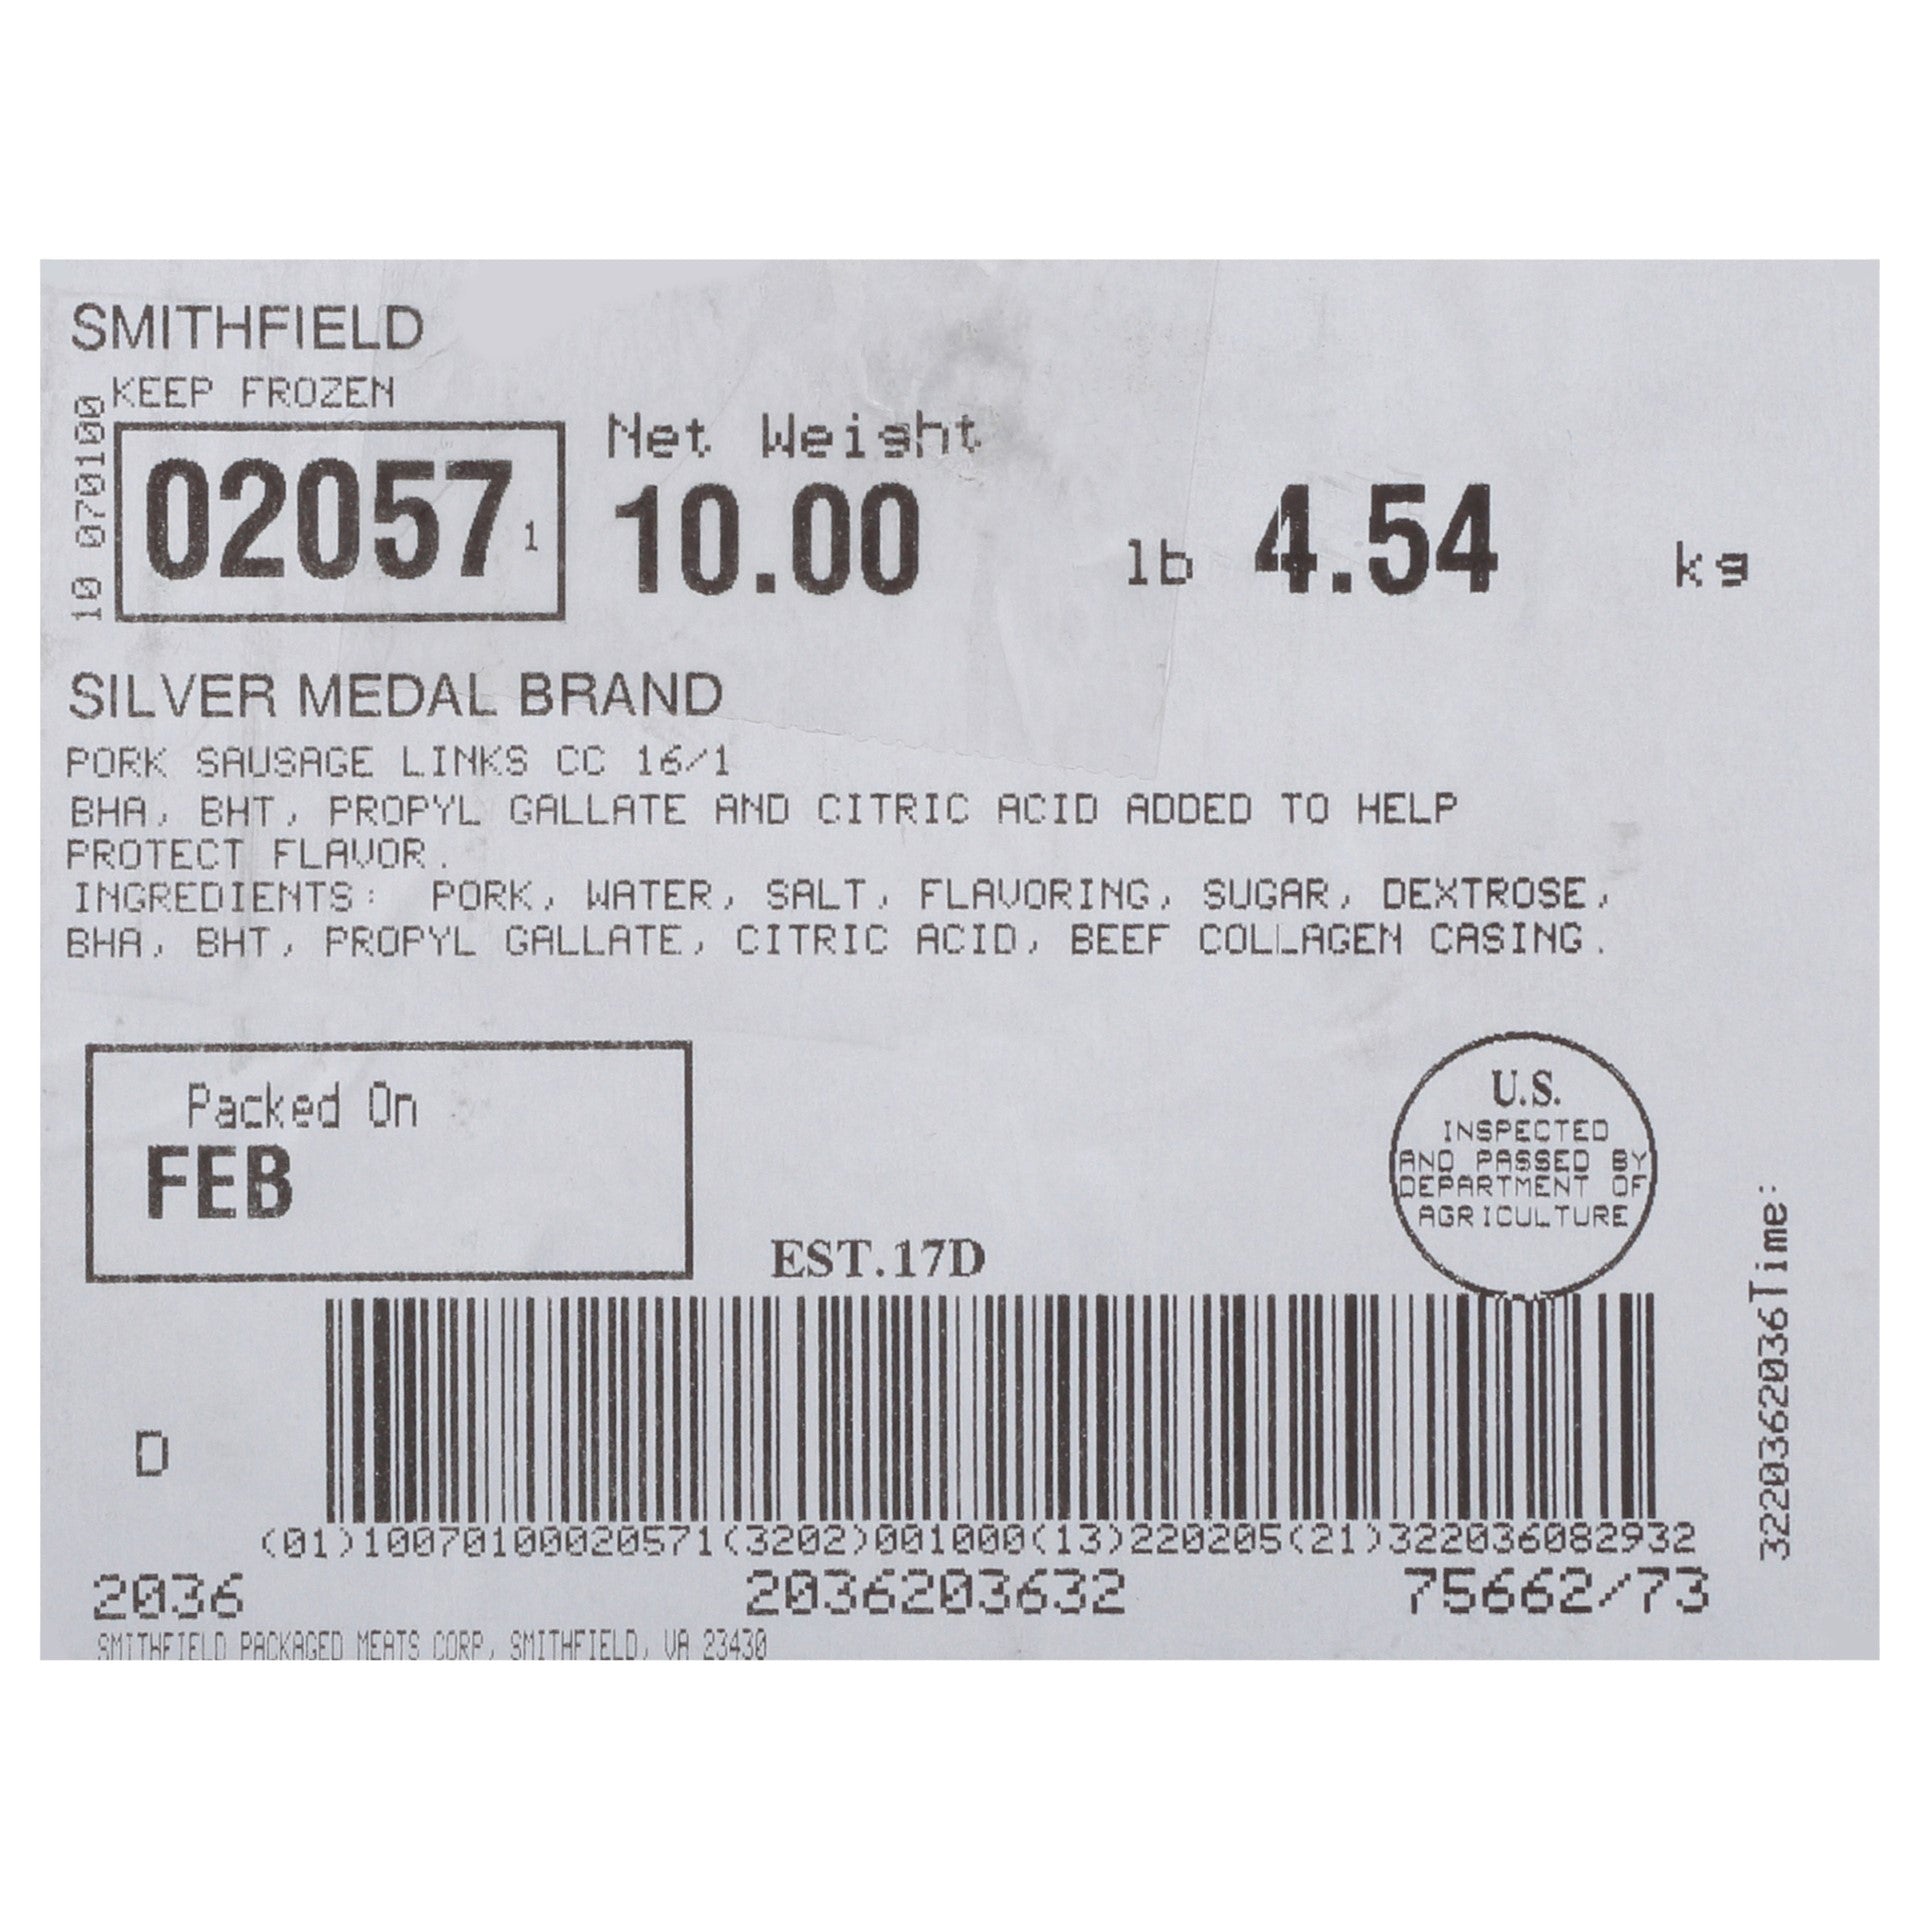 SMITHFIELD
KEEP FROZEN
10 0701100
02057 1
Net Weight
10.00 lb 4.54 kg
SILVER MEDAL BRAND
PORK SAUSAGE LINKS CC 16/1
BHA, BHT, PROPYL GALLATE AND CITRIC ACID ADDED TO HELP
PROTECT FLAVOR.
INGREDIENTS: PORK, WATER, SALT, FLAVORING, SUGAR, DEXTROSE,
BHA, BHT, PROPYL GALLATE, CITRIC ACID, BEEF COLLAGEN CASING.
Packed On
FEB
EST.17D
U.S.
INSPECTED
AND PASSED BY
DEPARTMENT OF
AGRICULTURE
3220362036Time:
D
(01)10070100020571(3202)001000(13)220205(21)322036082932
2036 2036203632 75662/73
SMITHFIELD PACKAGED MEATS CORP, SMITHFIELD, VA 23430